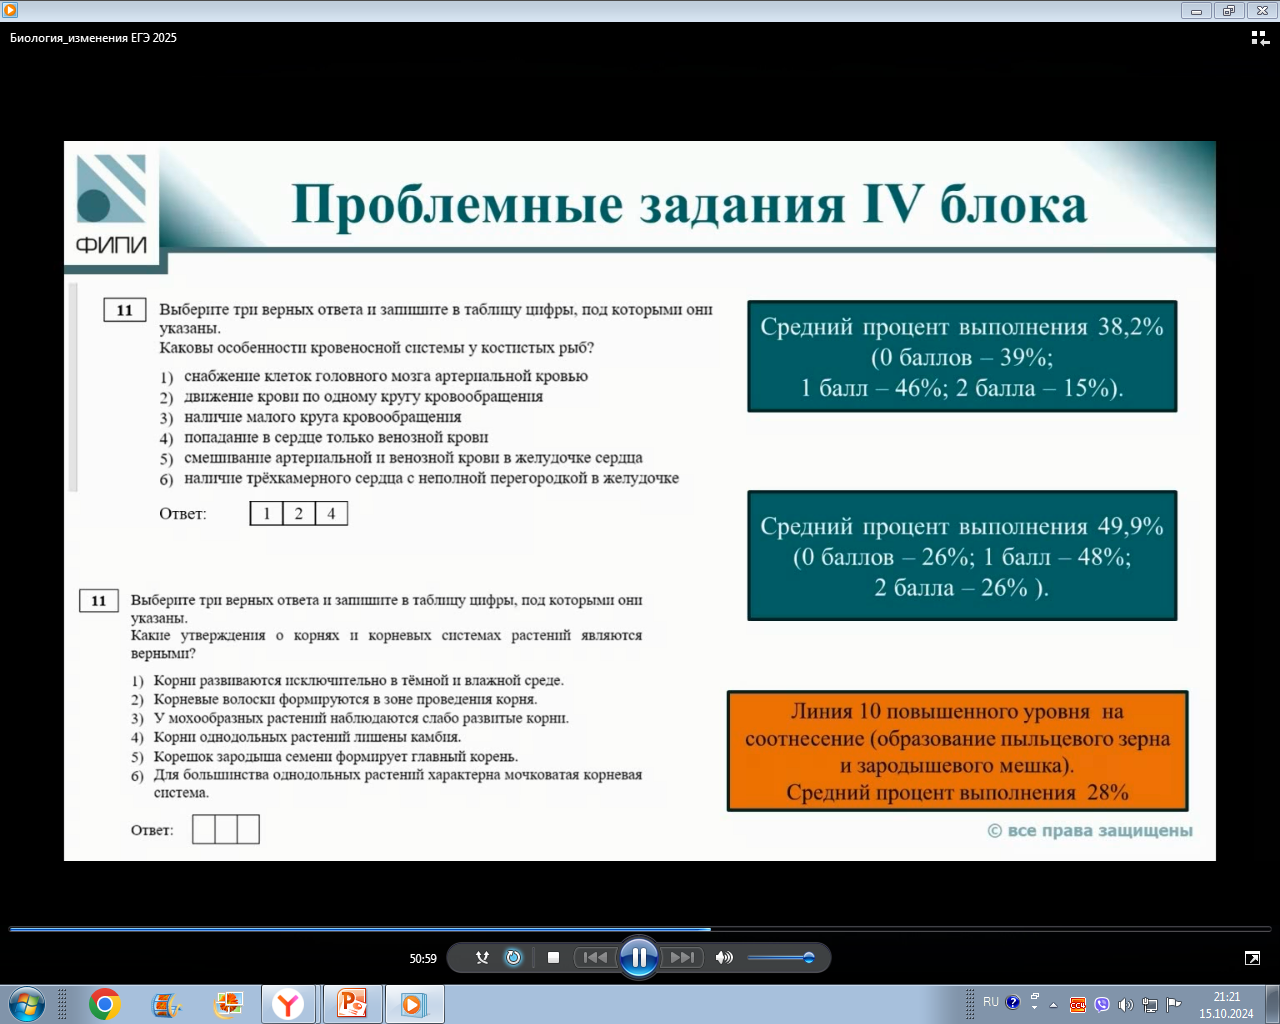 Биология_изменения ЕГЭ 2025
ФИПИ
Проблемные задания IV блока
11
Выберите три верных ответа и запишите в таблицу цифры, под которыми они
указаны.
Каковы особенности кровеносной системы у костистых рыб?
1) снабжение клеток головного мозга артериальной кровью
2) движение крови по одному кругу кровообращения
3) наличие малого круга кровообращения
4) попадание в сердце только венозной крови
5) смешивание артериальной и венозной крови в желудочке сердца
6) наличие трёхкамерного сердца с неполной перегородкой в желудочке
Ответ: 1 2 4
Средний процент выполнения 38,2%
(0 баллов – 39%;
1 балл – 46%; 2 балла – 15%).
11
Выберите три верных ответа и запишите в таблицу цифры, под которыми они
указаны.
Какие утверждения о корнях и корневых системах растений являются
верными?
1) Корни развиваются исключительно в тёмной и влажной среде.
2) Корневые волоски формируются в зоне проведения корня.
3) У мохообразных растений наблюдаются слабо развитые корни.
4) Корни однодольных растений лишены камбия.
5) Корешок зародыша семени формирует главный корень.
6) Для большинства однодольных растений характерна мочковатая корневая
система.
Ответ:
Средний процент выполнения 49,9%
(0 баллов – 26%; 1 балл – 48%;
2 балла – 26% ).
Линия 10 повышенного уровня на
соотнесение (образование пыльцевого зерна
и зародышевого мешка).
Средний процент выполнения 28%
© все права защищены
50:59
RU
21:21
15.10.2024